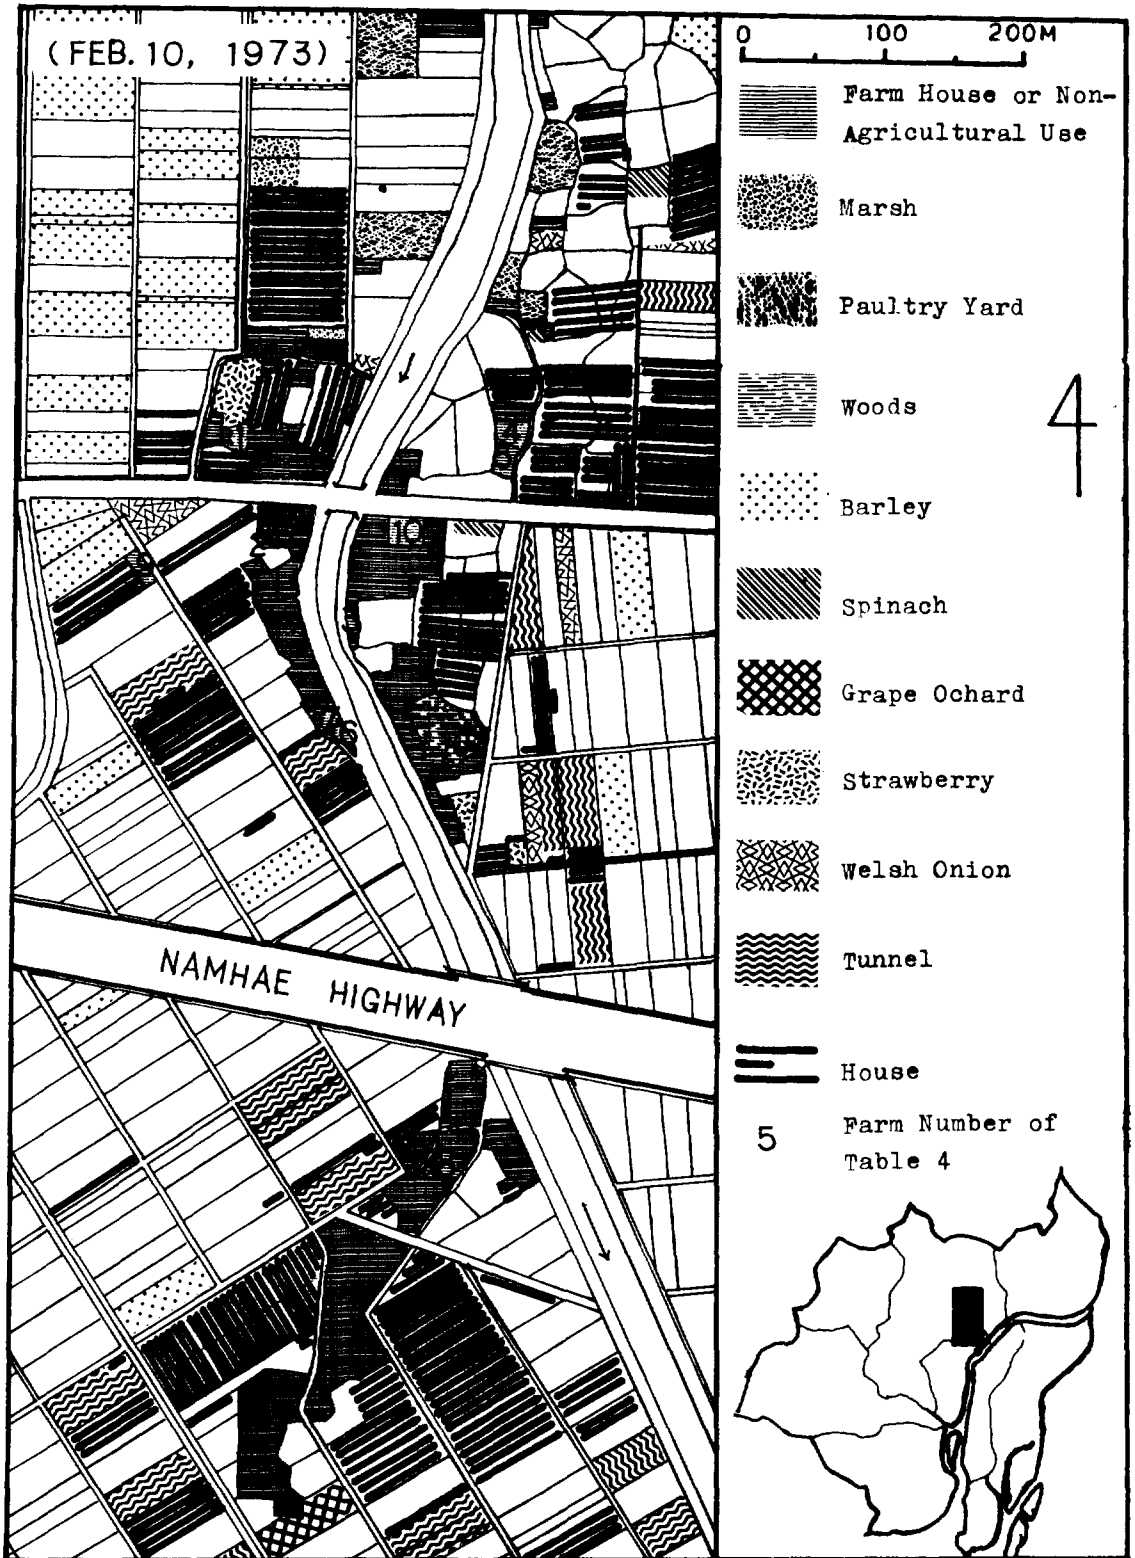 (FEB. 10, 1973)
0 100 200M
Farm House or Non-
Agricultural Use
Marsh
Paultry Yard
Woods
Barley
Spinach
Grape Ochard
Strawberry
Welsh Onion
Tunnel
House
5 Farm Number of
Table 4
10
NAMHAE HIGHWAY